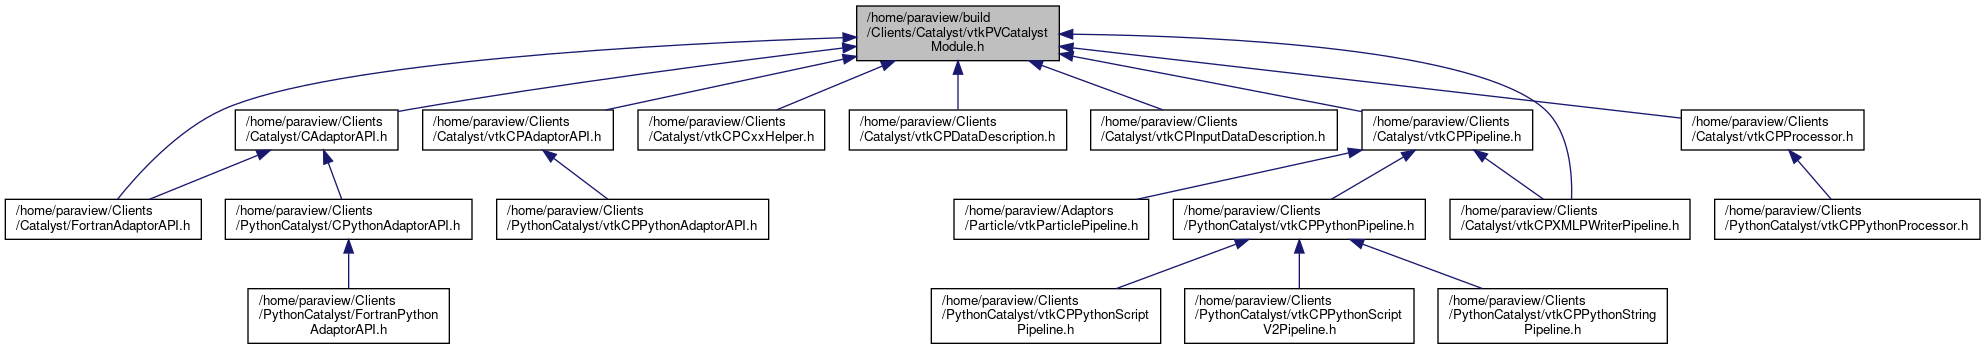 /home/paraview/build
/Clients/Catalyst/vtkPVCatalyst
Module.h
/home/paraview/Clients
/Catalyst/CAdaptorAPI.h
/home/paraview/Clients
/Catalyst/vtkCPAdaptorAPI.h
/home/paraview/Clients
/Catalyst/vtkCPCxxHelper.h
/home/paraview/Clients
/Catalyst/vtkCPDataDescription.h
/home/paraview/Clients
/Catalyst/vtkCPInputDataDescription.h
/home/paraview/Clients
/Catalyst/vtkCPPipeline.h
/home/paraview/Clients
/Catalyst/vtkCPProcessor.h
/home/paraview/Clients
/Catalyst/FortranAdaptorAPI.h
/home/paraview/Clients
/PythonCatalyst/CPythonAdaptorAPI.h
/home/paraview/Clients
/PythonCatalyst/vtkCPPythonAdaptorAPI.h
/home/paraview/Adaptors
/Particle/vtkParticlePipeline.h
/home/paraview/Clients
/PythonCatalyst/vtkCPPythonPipeline.h
/home/paraview/Clients
/Catalyst/vtkCPXMLPWriterPipeline.h
/home/paraview/Clients
/PythonCatalyst/vtkCPPythonProcessor.h
/home/paraview/Clients
/PythonCatalyst/FortranPython
AdaptorAPI.h
/home/paraview/Clients
/PythonCatalyst/vtkCPPythonScript
Pipeline.h
/home/paraview/Clients
/PythonCatalyst/vtkCPPythonScript
V2Pipeline.h
/home/paraview/Clients
/PythonCatalyst/vtkCPPythonString
Pipeline.h